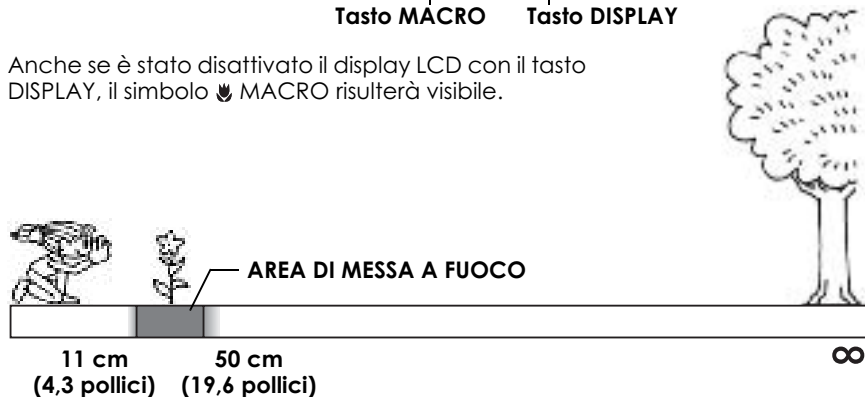 Tasto MACRO Tasto DISPLAY
Anche se è stato disattivato il display LCD con il tasto
DISPLAY, il simbolo MACRO risulterà visibile.
AREA DI MESSA A FUOCO
11 cm 50 cm ∞
(4,3 pollici) (19,6 pollici)